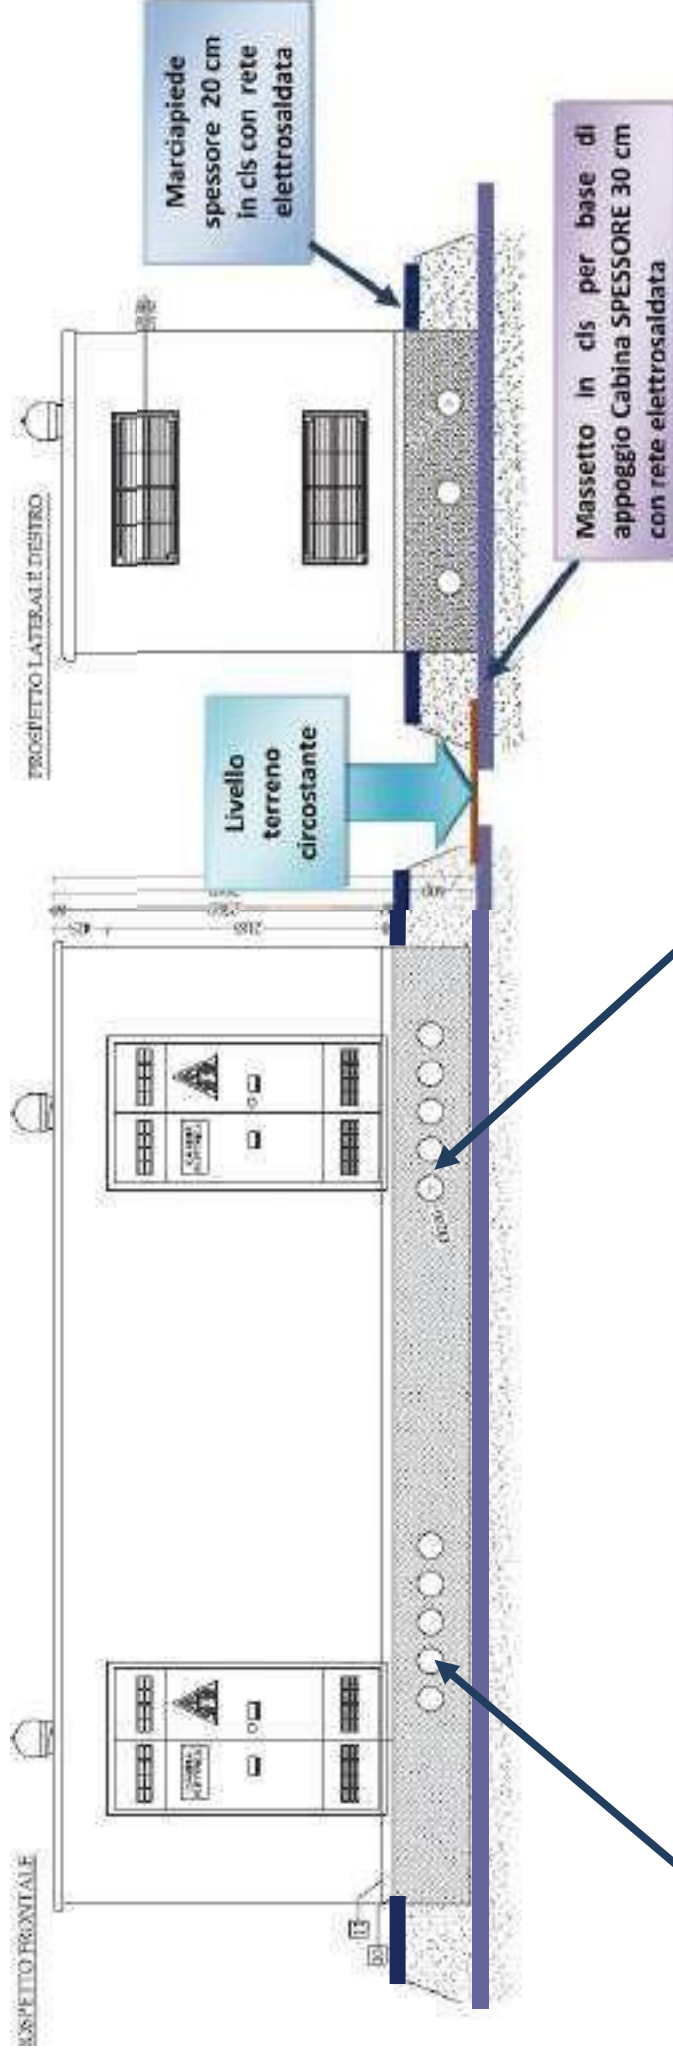 PROSPETTO FRONTALE
PROSPETTO LATERALE DESTRO
Livello
terreno
circostante
Marciapiede
spessore 20 cm
in cls con rete
elettrosaldata
Massetto in cls per base di
appoggio Cabina SPESSORE 30 cm
con rete elettrosaldata